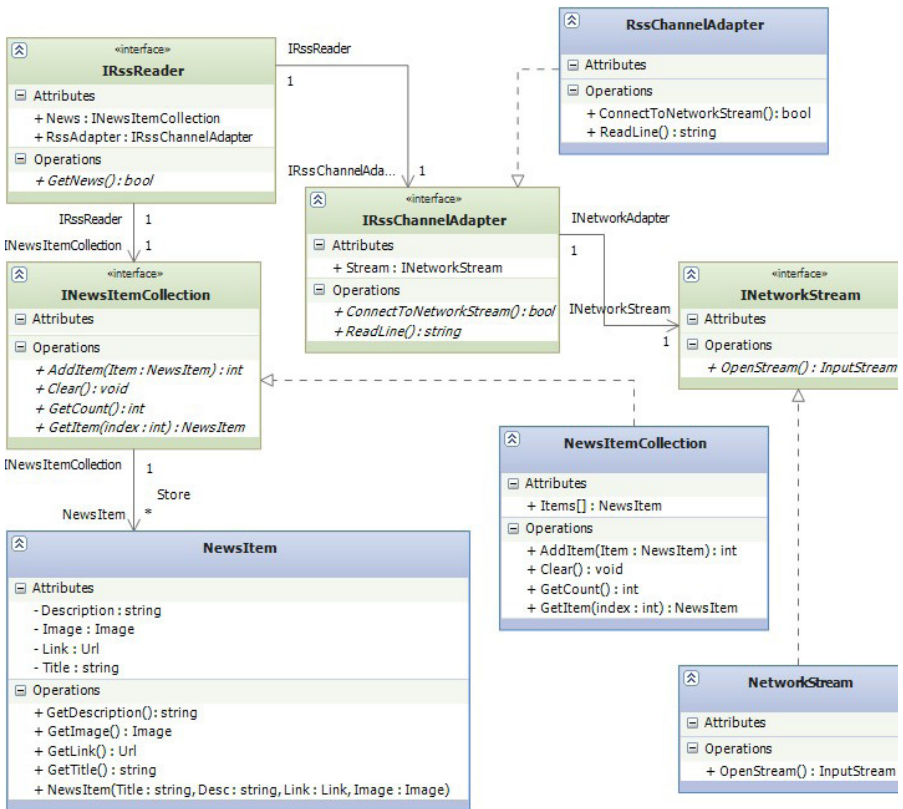 «interface»
IRssReader
Attributes
+ News : INewsItemCollection
+ RssAdapter : IRssChannelAdapter
Operations
+ GetNews() : bool
IRssReader
1
IRssChannelAda...
1
RssChannelAdapter
Attributes
Operations
+ ConnectToNetworkStream(): bool
+ ReadLine() : string
IRssReader
1
INewsItemCollection
1
«interface»
IRssChannelAdapter
Attributes
+ Stream : INetworkStream
Operations
+ ConnectToNetworkStream() : bool
+ ReadLine() : string
INetworkAdapter
1
INetworkStream
1
«interface»
INewsItemCollection
Attributes
Operations
+ AddItem(Item : NewsItem) : int
+ Clear() : void
+ GetCount() : int
+ GetItem(index : int) : NewsItem
«interface»
INetworkStream
Attributes
Operations
+ OpenStream() : InputStream
INewsItemCollection
1
Store
NewsItem
*
NewsItemCollection
Attributes
+ Items[] : NewsItem
Operations
+ AddItem(Item : NewsItem) : int
+ Clear() : void
+ GetCount() : int
+ GetItem(index : int) : NewsItem
NewsItem
Attributes
- Description : string
- Image : Image
- Link : Url
- Title : string
Operations
+ GetDescription(): string
+ GetImage() : Image
+ GetLink() : Url
+ GetTitle() : string
+ NewsItem(Title : string, Desc : string, Link : Link, Image : Image)
NetworkStream
Attributes
Operations
+ OpenStream() : InputStream